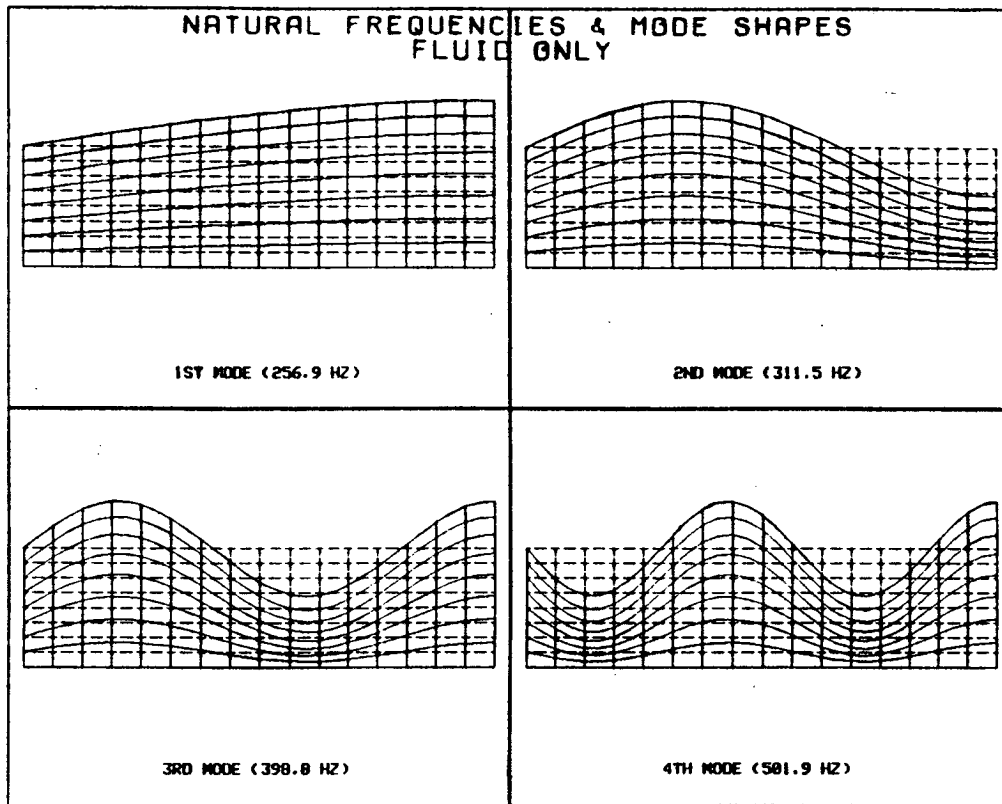 NATURAL FREQUENCIES & MODE SHAPES
FLUID ONLY
1ST MODE (256.9 HZ)
2ND MODE (311.5 HZ)
3RD MODE (398.8 HZ)
4TH MODE (501.9 HZ)